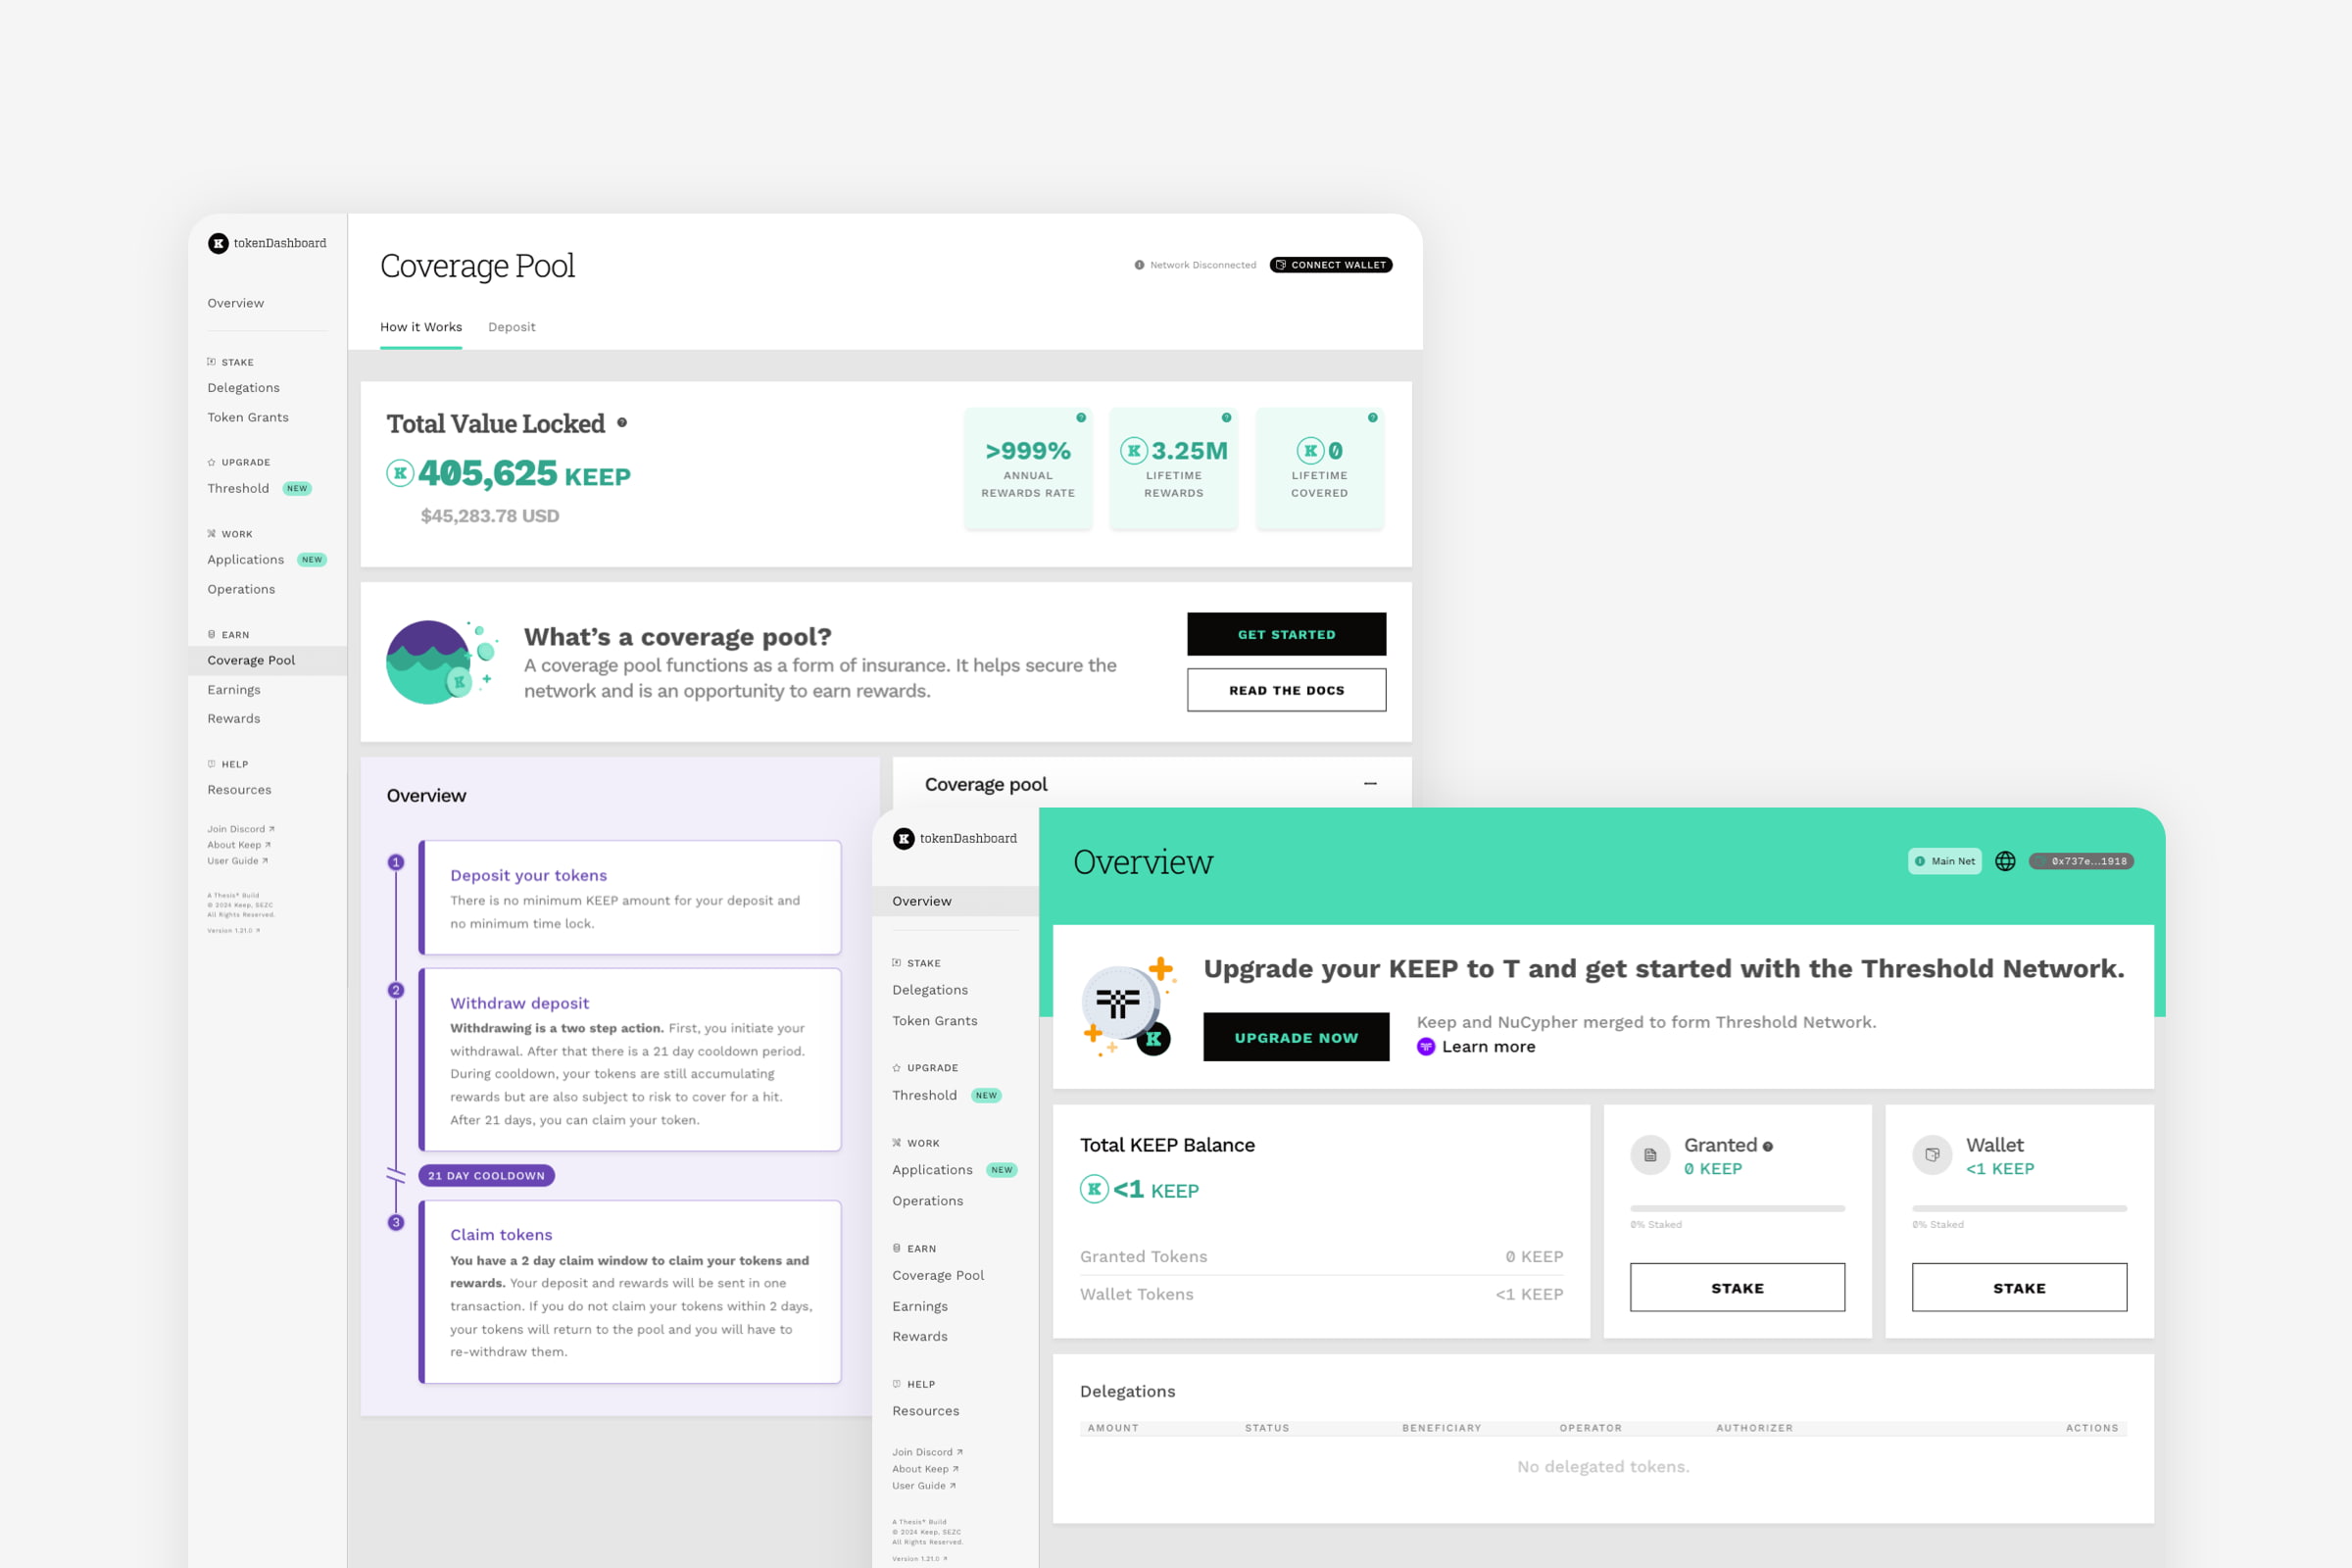 tokenDashboard
Overview
STAKE
Delegations
Token Grants
UPGRADE
Threshold NEW
WORK
Applications NEW
Operations
EARN
Coverage Pool
Earnings
Rewards
HELP
Resources
Join Discord ↗
About Keep ↗
User Guide ↗
A Thesis* Build
© 2024 Keep, SEZC
All Rights Reserved.
Version 1.21.0 ↗
Coverage Pool
Network Disconnected
CONNECT WALLET
How it Works
Deposit
Total Value Locked ?
K 405,625 KEEP
$45,283.78 USD
?
>999%
ANNUAL
REWARDS RATE
?
K 3.25M
LIFETIME
REWARDS
?
K 0
LIFETIME
COVERED
K
What's a coverage pool?
A coverage pool functions as a form of insurance. It helps secure the
network and is an opportunity to earn rewards.
GET STARTED
READ THE DOCS
Overview
1
Deposit your tokens
There is no minimum KEEP amount for your deposit and
no minimum time lock.
2
Withdraw deposit
Withdrawing is a two step action. First, you initiate your
withdrawal. After that there is a 21 day cooldown period.
During cooldown, your tokens are still accumulating
rewards but are also subject to risk to cover for a hit.
After 21 days, you can claim your token.
21 DAY COOLDOWN
3
Claim tokens
You have a 2 day claim window to claim your tokens and
rewards. Your deposit and rewards will be sent in one
transaction. If you do not claim your tokens within 2 days,
your tokens will return to the pool and you will have to
re-withdraw them.
Coverage pool
K tokenDashboard
Overview
STAKE
Delegations
Token Grants
UPGRADE
Threshold NEW
WORK
Applications NEW
Operations
EARN
Coverage Pool
Earnings
Rewards
HELP
Resources
Join Discord ↗
About Keep ↗
User Guide ↗
A Thesis* Build
© 2024 Keep, SEZC
All Rights Reserved.
Version 1.21.0 ↗
Overview
Main Net
0x737e...1918
K
Upgrade your KEEP to T and get started with the Threshold Network.
UPGRADE NOW
Keep and NuCypher merged to form Threshold Network.
Learn more
Total KEEP Balance
K <1 KEEP
Granted Tokens 0 KEEP
Wallet Tokens <1 KEEP
Granted ?
0 KEEP
0% Staked
STAKE
Wallet
<1 KEEP
0% Staked
STAKE
Delegations
AMOUNT STATUS BENEFICIARY OPERATOR AUTHORIZER ACTIONS
No delegated tokens.